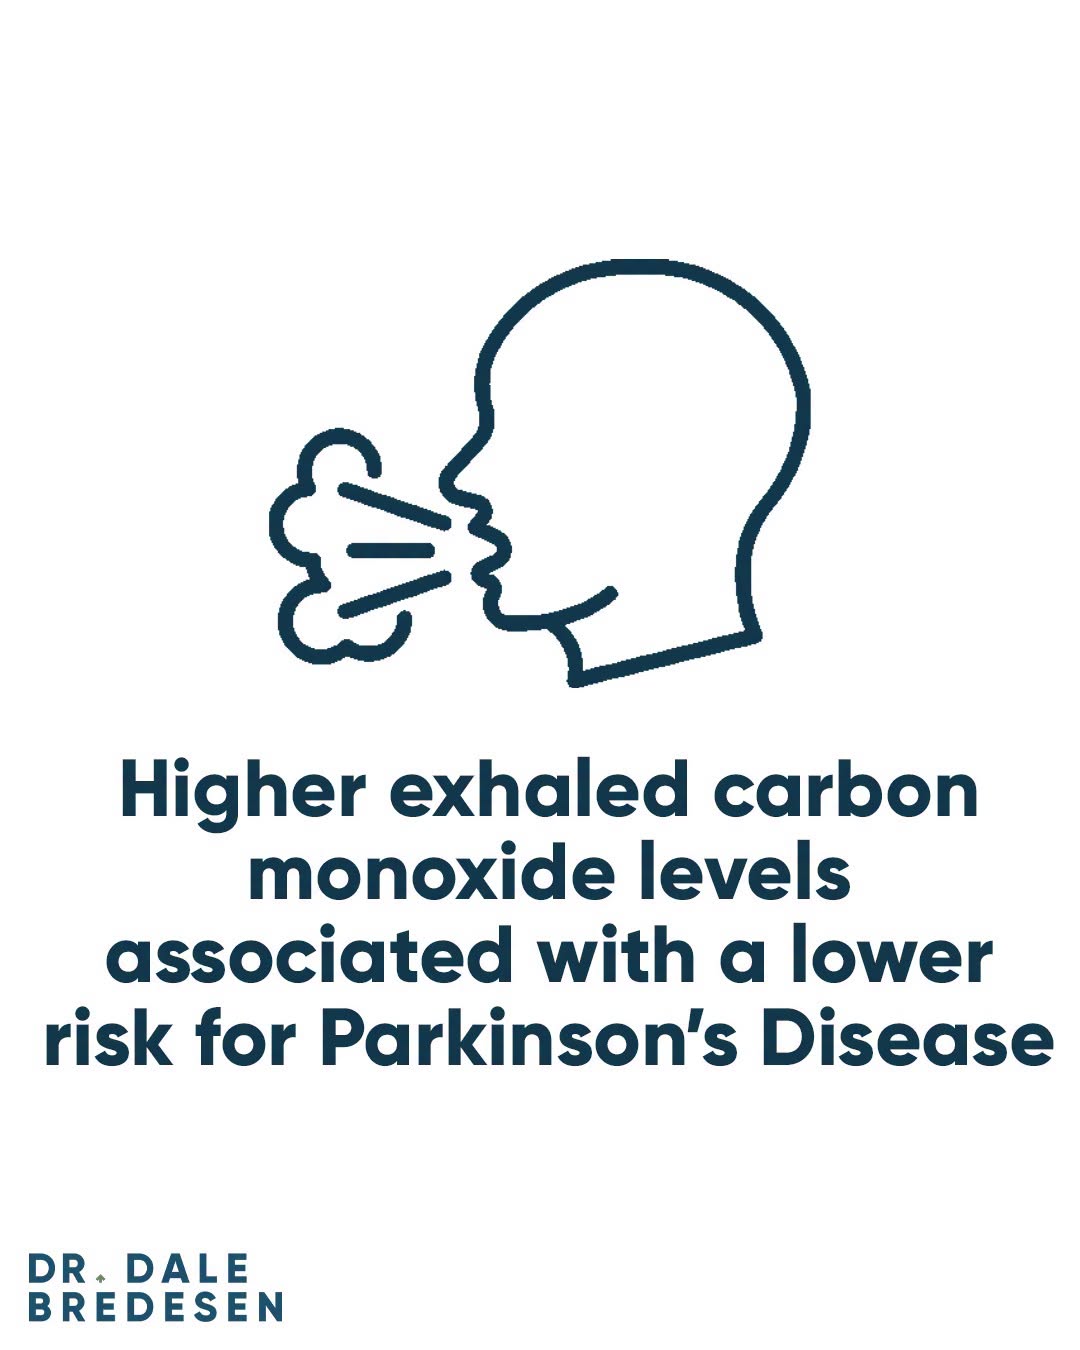 Higher exhaled carbon
monoxide levels
associated with a lower
risk for Parkinson’s Disease
DR. DALE
BREDESEN